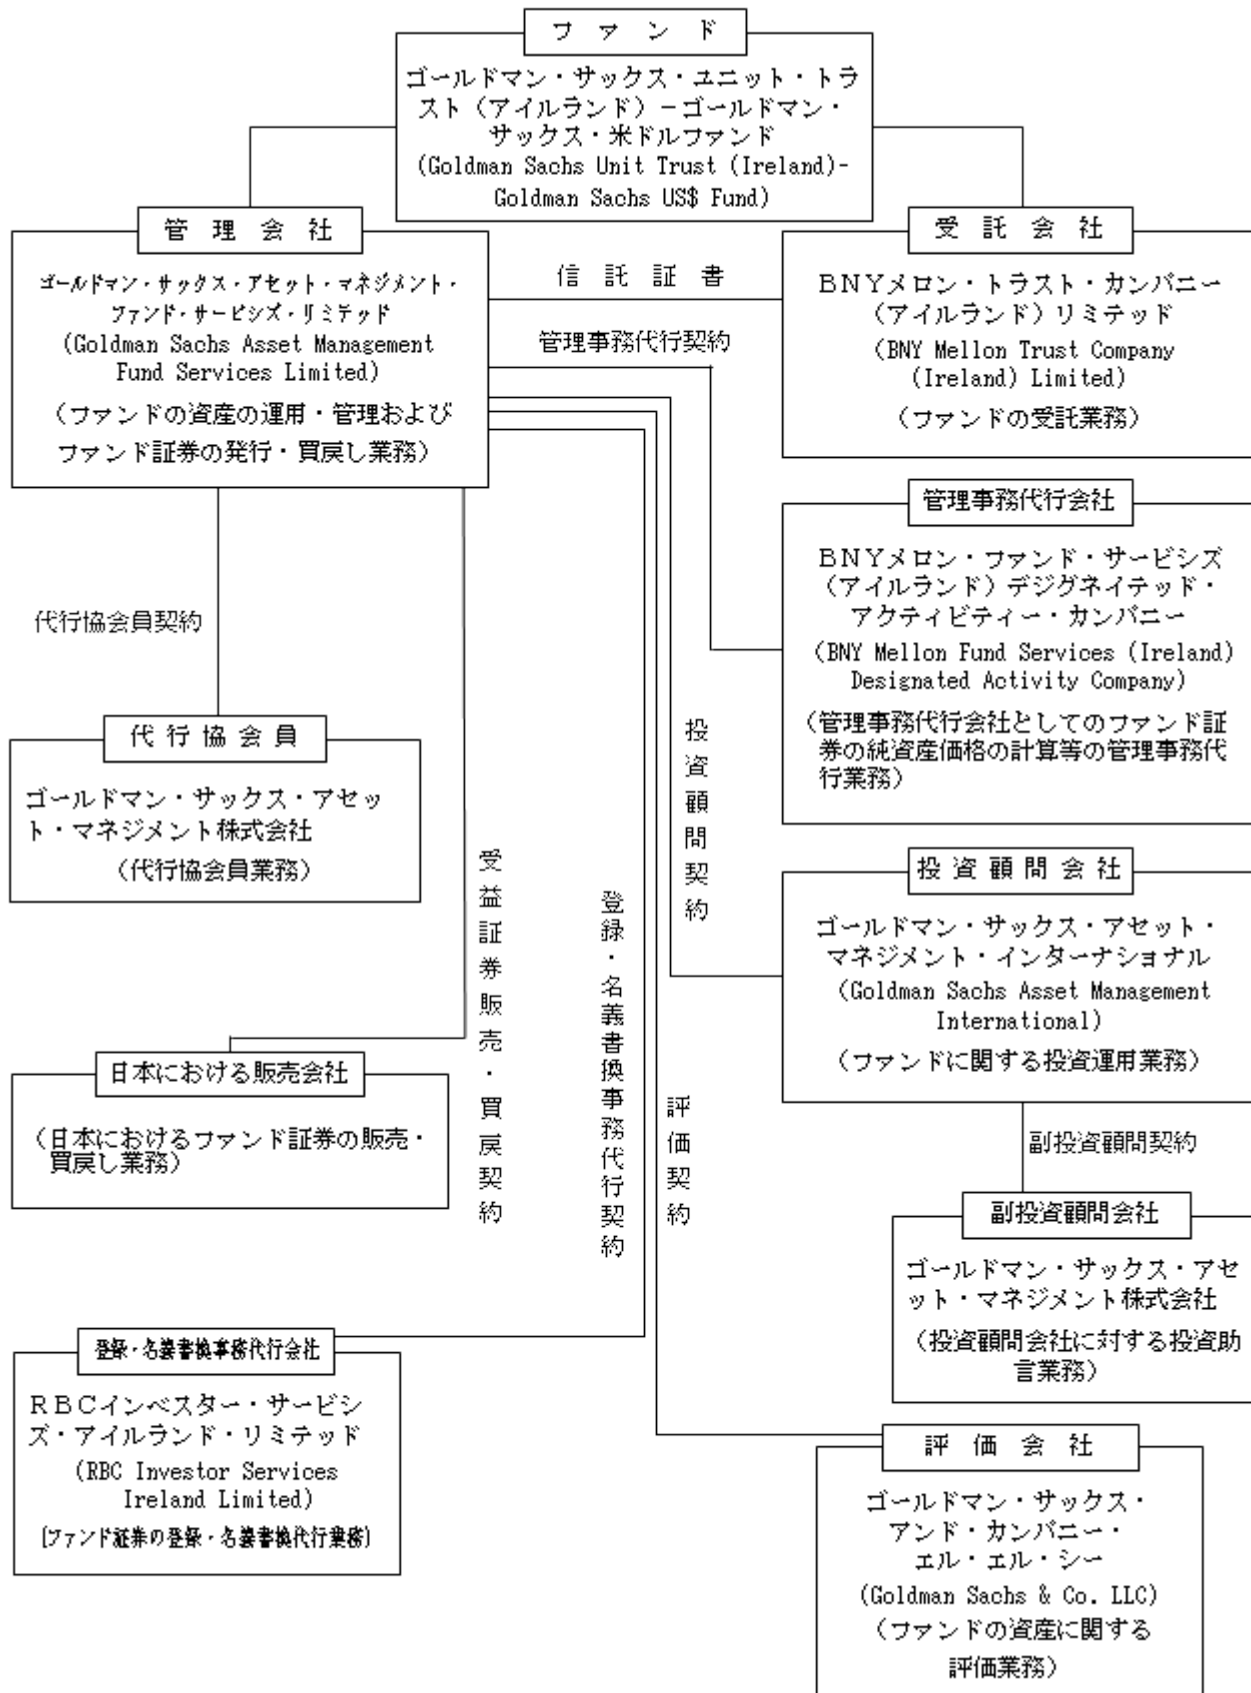 ファンド
ゴールドマン・サックス・ユニット・トラ
スト（アイルランド）－ゴールドマン・
サックス・米ドルファンド
(Goldman Sachs Unit Trust (Ireland)-
Goldman Sachs US$ Fund)
管理会社
ゴールドマン・サックス・アセット・マネジメント・
ファンド・サービシズ・リミテッド
(Goldman Sachs Asset Management
Fund Services Limited)
（ファンドの資産の運用・管理および
ファンド証券の発行・買戻し業務）
信託証書
管理事務代行契約
受託会社
ＢＮＹメロン・トラスト・カンパニー
（アイルランド）リミテッド
(BNY Mellon Trust Company
(Ireland) Limited)
（ファンドの受託業務）
管理事務代行会社
ＢＮＹメロン・ファンド・サービシズ
（アイルランド）デジグネイテッド・
アクティビティー・カンパニー
(BNY Mellon Fund Services (Ireland)
Designated Activity Company)
（管理事務代行会社としてのファンド証
券の純資産価格の計算等の管理事務代
行業務）
代行協会員契約
代行協会員
ゴールドマン・サックス・アセッ
ト・マネジメント株式会社
（代行協会員業務）
受益証券販売・買戻契約
登録・名義書換事務代行契約
投資顧問契約
評価契約
投資顧問会社
ゴールドマン・サックス・アセット・
マネジメント・インターナショナル
(Goldman Sachs Asset Management
International)
（ファンドに関する投資運用業務）
日本における販売会社
（日本におけるファンド証券の販売・
買戻し業務）
副投資顧問契約
副投資顧問会社
ゴールドマン・サックス・アセ
ット・マネジメント株式会社
（投資顧問会社に対する投資助
言業務）
登録・名義書換事務代行会社
ＲＢＣインベスター・サービシ
ズ・アイルランド・リミテッド
(RBC Investor Services
Ireland Limited)
（ファンド証券の登録・名義書換代行業務）
評価会社
ゴールドマン・サックス・
アンド・カンパニー・
エル・エル・シー
(Goldman Sachs & Co. LLC)
（ファンドの資産に関する
評価業務）